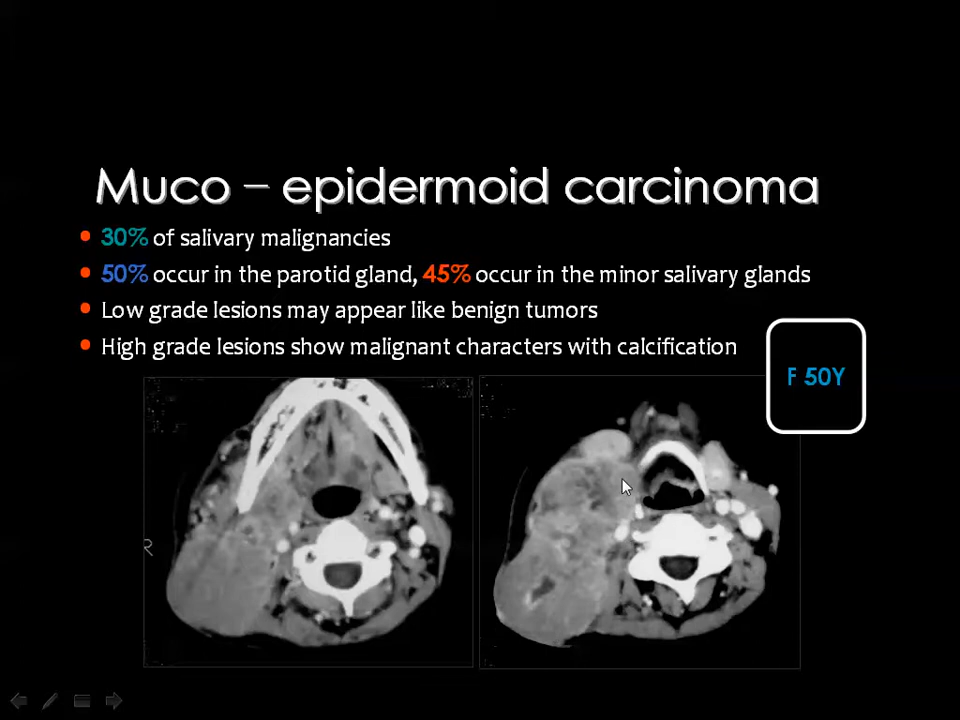 Muco – epidermoid carcinoma
30% of salivary malignancies
50% occur in the parotid gland, 45% occur in the minor salivary glands
Low grade lesions may appear like benign tumors
High grade lesions show malignant characters with calcification
F 50Y
R